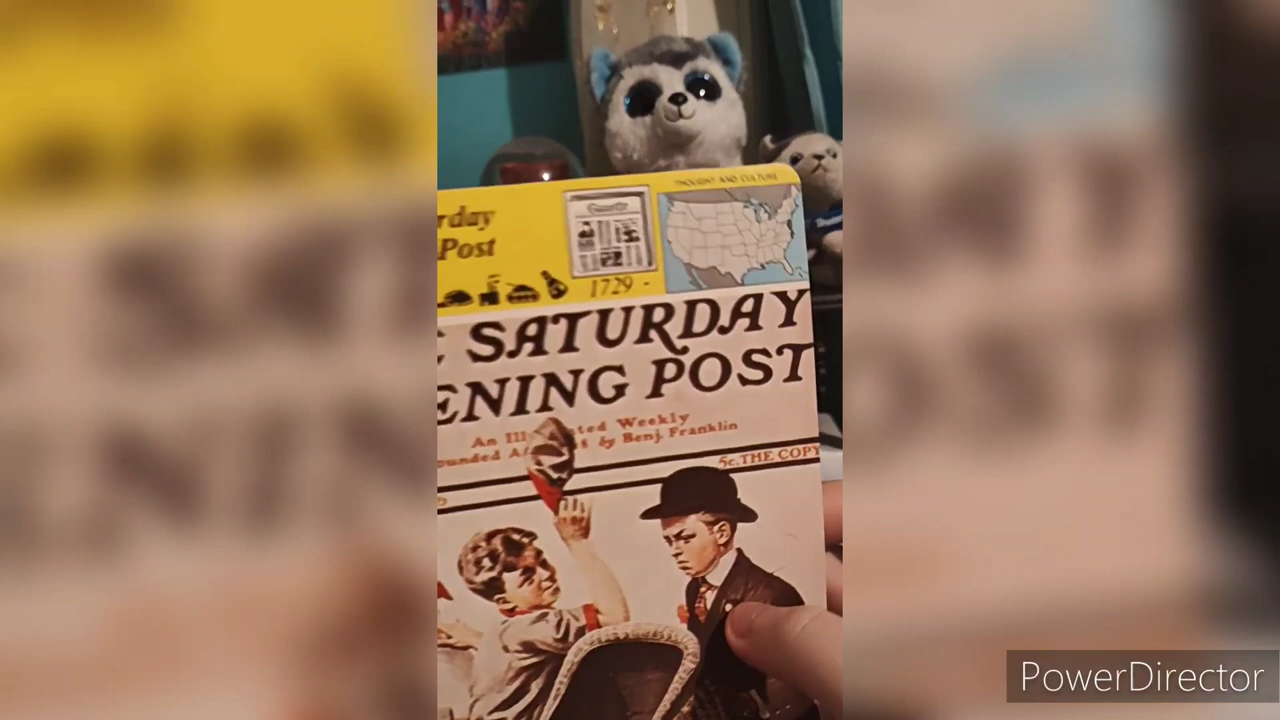 THOUGHT AND CULTURE
rday
Post
1729 -
SATURDAY
ENING POST
An Ill ted Weekly
ounded A s by Benj. Franklin
5c. THE COPY
PowerDirector